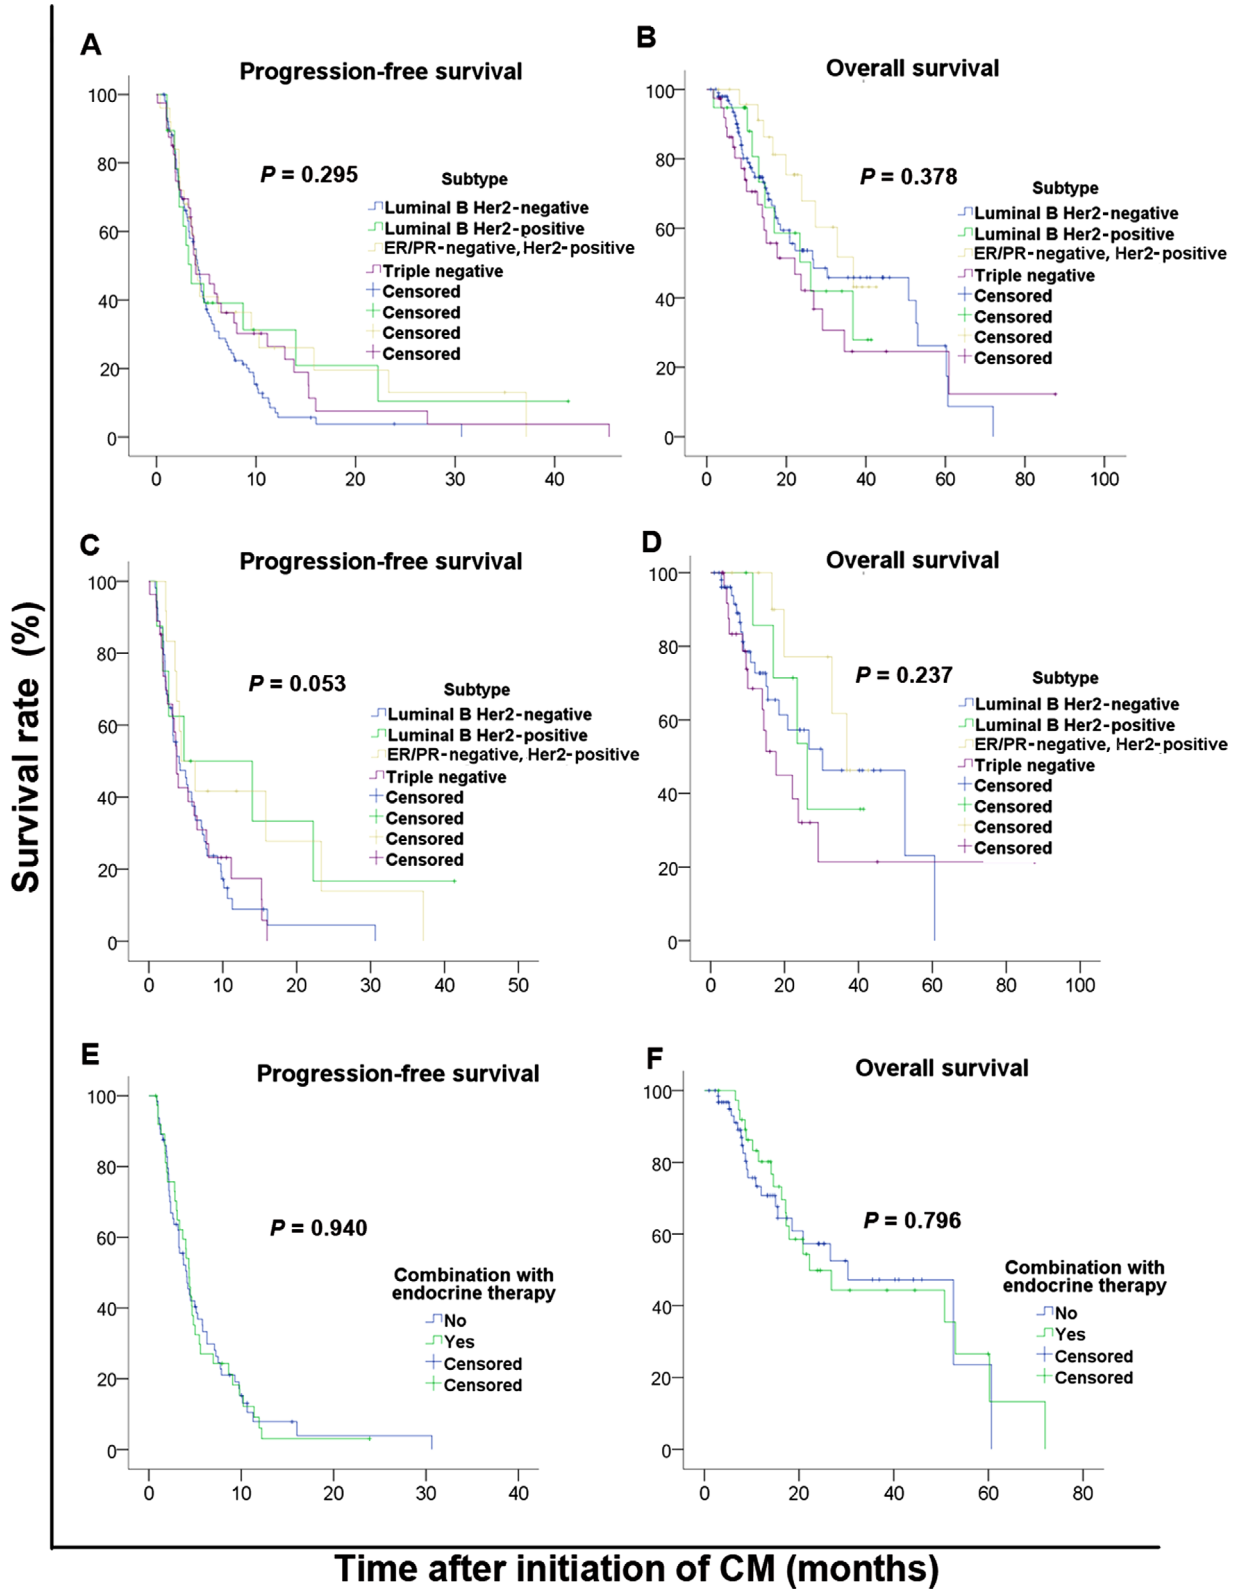 A
Progression-free survival
100
80
60
40
20
0
P = 0.295
Subtype
Luminal B Her2-negative
Luminal B Her2-positive
ER/PR-negative, Her2-positive
Triple negative
Censored
Censored
Censored
Censored
0 10 20 30 40
B
Overall survival
100
80
60
40
20
0
P = 0.378
Subtype
Luminal B Her2-negative
Luminal B Her2-positive
ER/PR-negative, Her2-positive
Triple negative
Censored
Censored
Censored
Censored
0 20 40 60 80 100
C
Progression-free survival
100
80
60
40
20
0
P = 0.053
Subtype
Luminal B Her2-negative
Luminal B Her2-positive
ER/PR-negative, Her2-positive
Triple negative
Censored
Censored
Censored
Censored
0 10 20 30 40 50
D
Overall survival
100
80
60
40
20
0
P = 0.237
Subtype
Luminal B Her2-negative
Luminal B Her2-positive
ER/PR-negative, Her2-positive
Triple negative
Censored
Censored
Censored
Censored
0 20 40 60 80 100
E
Progression-free survival
100
80
60
40
20
0
P = 0.940
Combination with
endocrine therapy
No
Yes
Censored
Censored
0 10 20 30 40
F
Overall survival
100
80
60
40
20
0
P = 0.796
Combination with
endocrine therapy
No
Yes
Censored
Censored
0 20 40 60 80
Survival rate (%)
Time after initiation of CM (months)